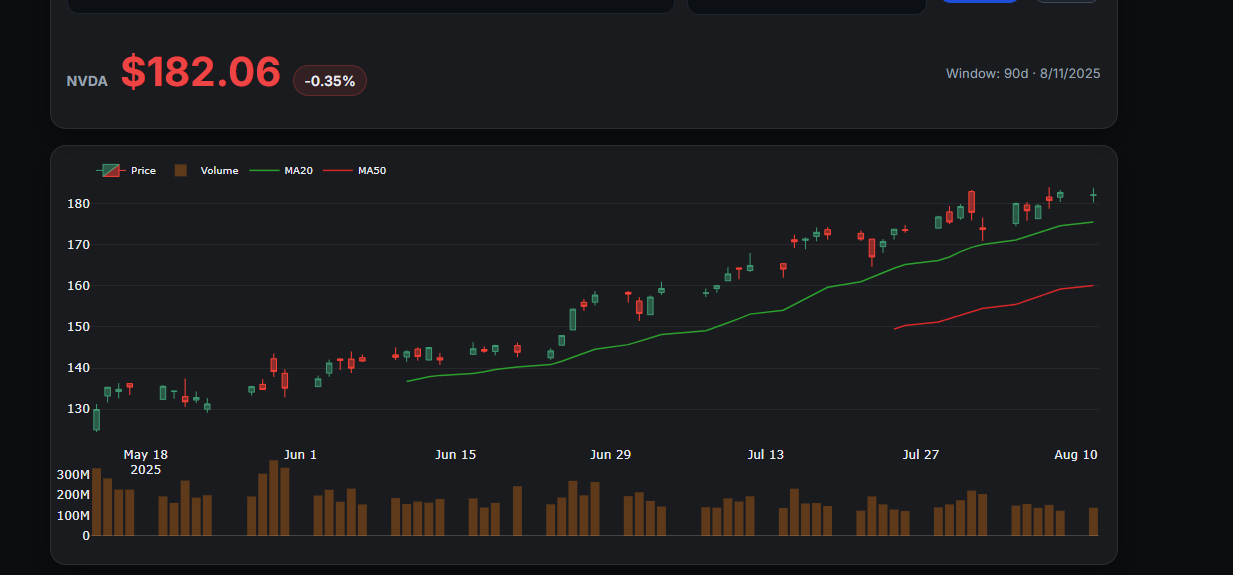 NVDA $182.06 -0.35% Window: 90d · 8/11/2025
Price Volume MA20 MA50
180
170
160
150
140
130
May 18 Jun 1 Jun 15 Jun 29 Jul 13 Jul 27 Aug 10
2025
300M
200M
100M
0